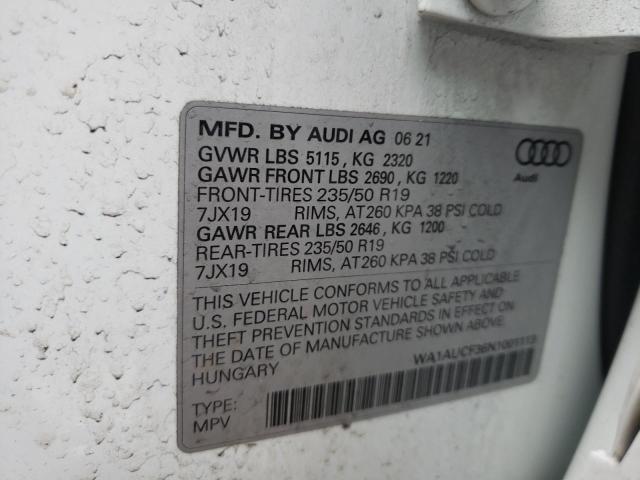 MFD. BY AUDI AG 06 21
GVWR LBS 5115, KG 2320
GAWR FRONT LBS 2690, KG 1220
FRONT-TIRES 235/50 R19
7JX19 RIMS, AT260 KPA 38 PSI COLD
GAWR REAR LBS 2646, KG 1200
REAR-TIRES 235/50 R19
7JX19 RIMS, AT260 KPA 38 PSI COLD
Audi
THIS VEHICLE CONFORMS TO ALL APPLICABLE
U.S. FEDERAL MOTOR VEHICLE SAFETY AND
THEFT PREVENTION STANDARDS IN EFFECT ON
THE DATE OF MANUFACTURE SHOWN ABOVE.
HUNGARY
TYPE:
MPV